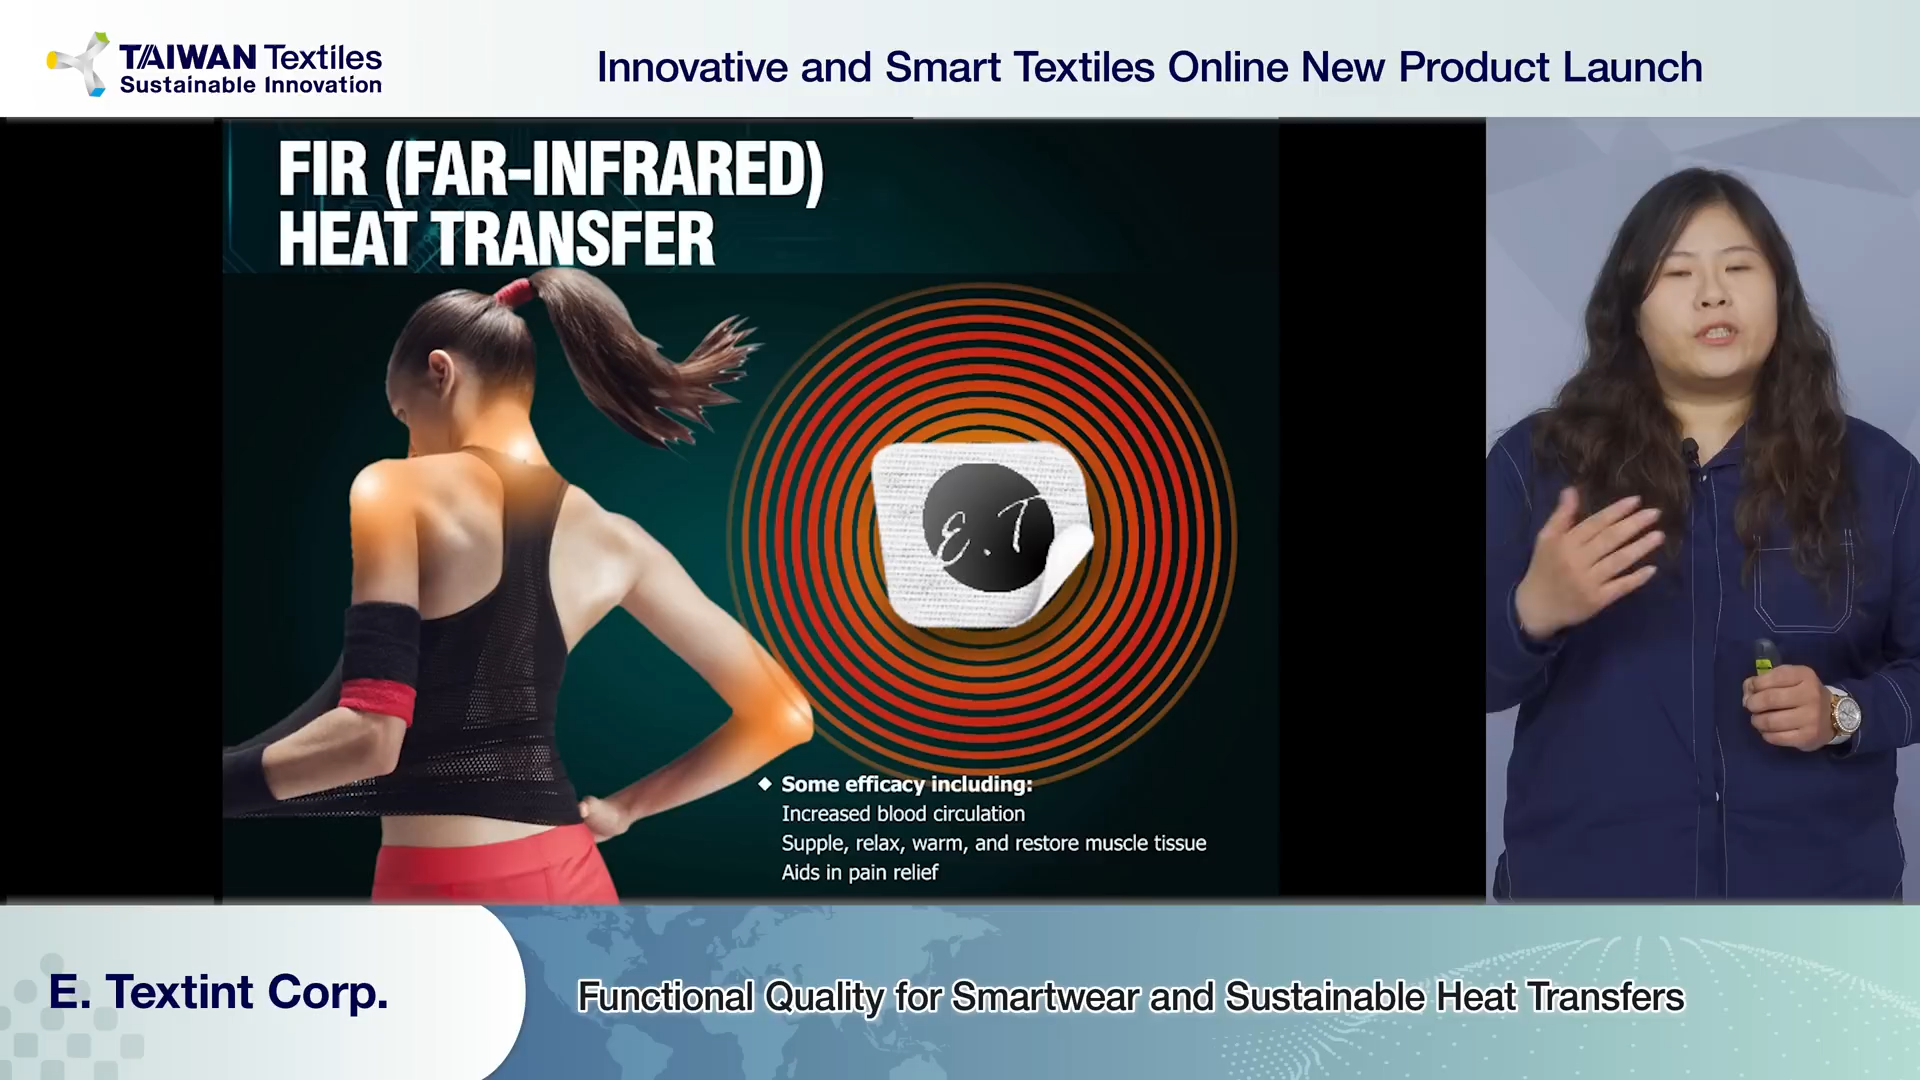 TAIWAN Textiles
Sustainable Innovation
Innovative and Smart Textiles Online New Product Launch
FIR (FAR-INFRARED)
HEAT TRANSFER
E.T
◆ Some efficacy including:
Increased blood circulation
Supple, relax, warm, and restore muscle tissue
Aids in pain relief
E. Textint Corp.
Functional Quality for Smartwear and Sustainable Heat Transfers